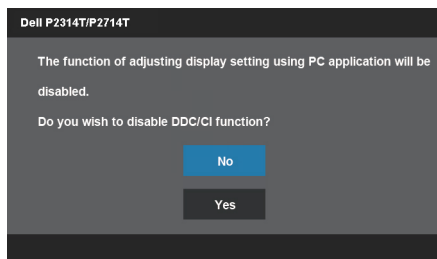 Dell P2314T/P2714T
The function of adjusting display setting using PC application will be
disabled.
Do you wish to disable DDC/CI function?
No
Yes